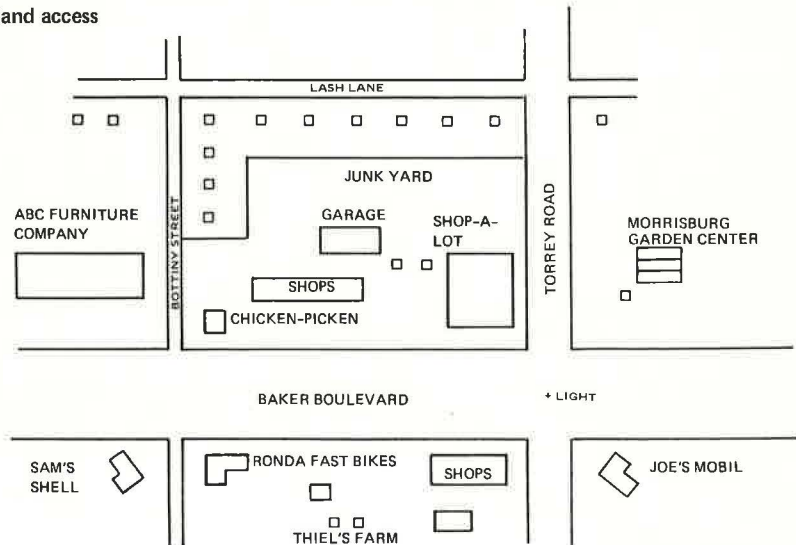 and access
LASH LANE
JUNK YARD
ABC FURNITURE
COMPANY
BOTTINY STREET
GARAGE
SHOP-A-
LOT
TORREY ROAD
MORRISBURG
GARDEN CENTER
SHOPS
CHICKEN-PICKEN
BAKER BOULEVARD
+ LIGHT
SAM'S
SHELL
RONDA FAST BIKES
SHOPS
JOE'S MOBIL
THIEL'S FARM